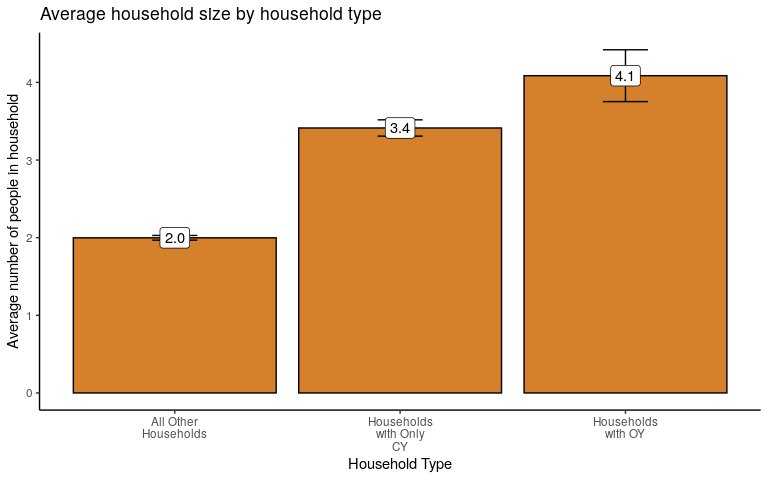 Average household size by household type
Average number of people in household
4
3
2
1
0
2.0
3.4
4.1
All Other
Households
Households
with Only
CY
Households
with OY
Household Type